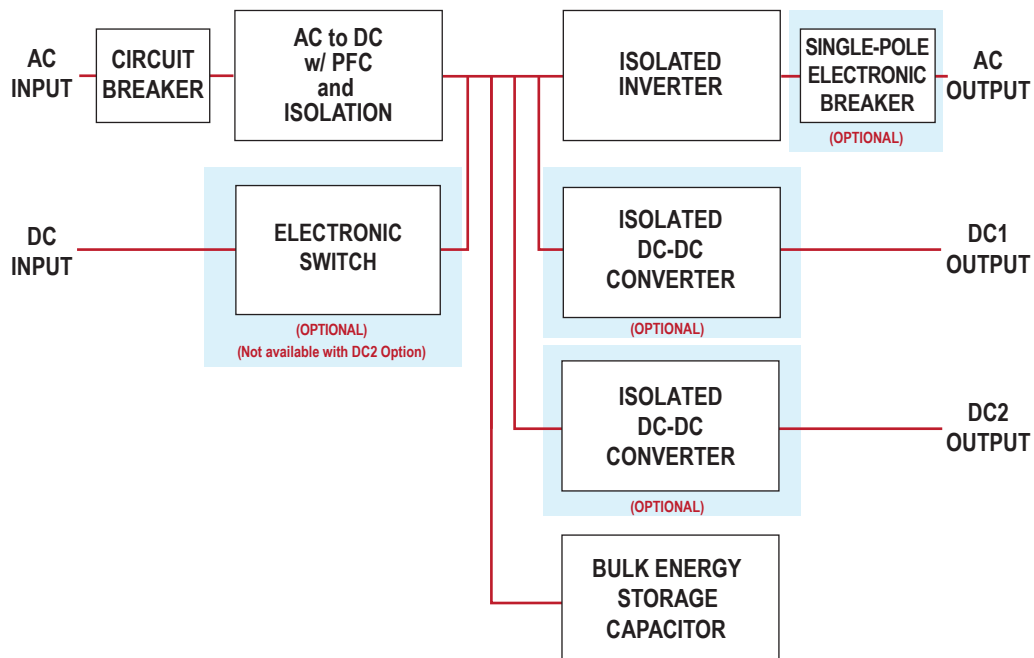 AC
INPUT
CIRCUIT
BREAKER
AC to DC
w/ PFC
and
ISOLATION
ISOLATED
INVERTER
SINGLE-POLE
ELECTRONIC
BREAKER
(OPTIONAL)
AC
OUTPUT
DC
INPUT
ELECTRONIC
SWITCH
(OPTIONAL)
(Not available with DC2 Option)
ISOLATED
DC-DC
CONVERTER
(OPTIONAL)
DC1
OUTPUT
ISOLATED
DC-DC
CONVERTER
(OPTIONAL)
DC2
OUTPUT
BULK ENERGY
STORAGE
CAPACITOR